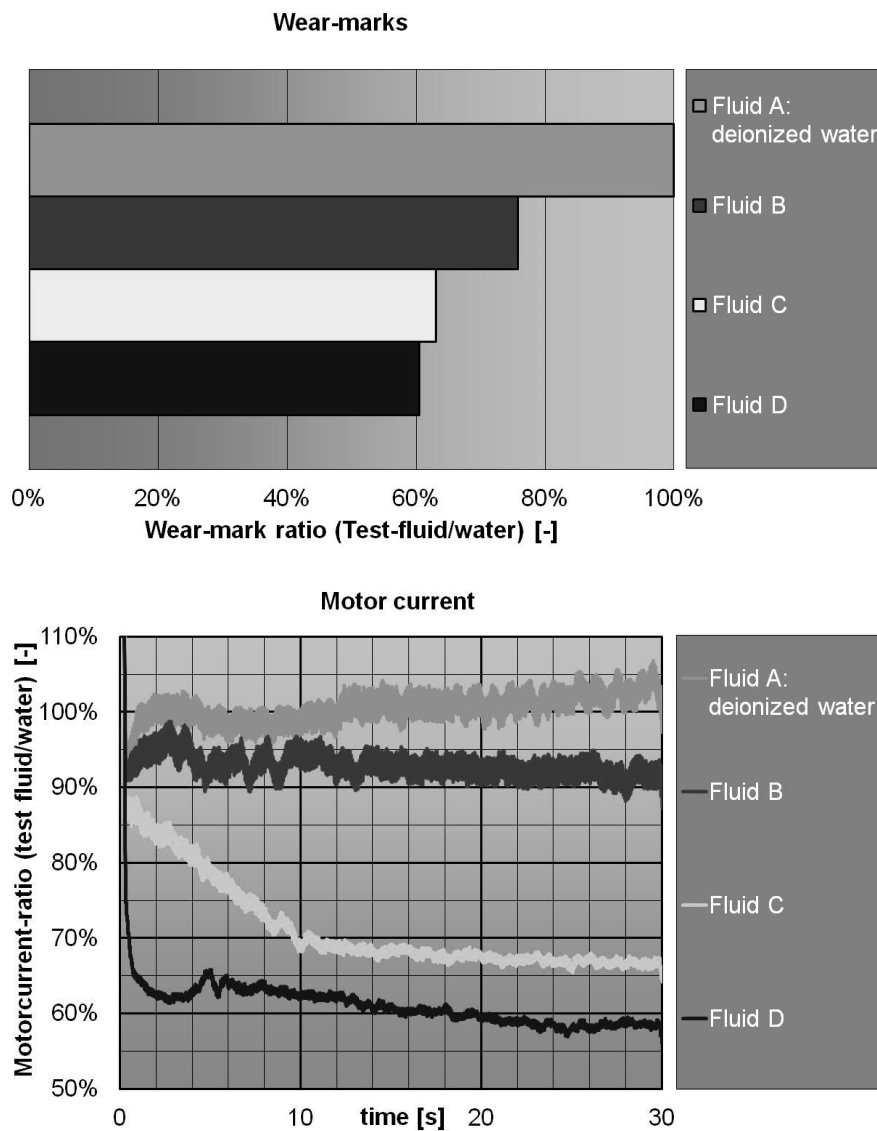 Wear-marks
Fluid A:
deionized water
Fluid B
Fluid C
Fluid D
0% 20% 40% 60% 80% 100%
Wear-mark ratio (Test-fluid/water) [-]
Motor current
Motorcurrent-ratio (test fluid/water) [-]
110%
100%
90%
80%
70%
60%
50%
0 10 20 30
time [s]
Fluid A:
deionized water
Fluid B
Fluid C
Fluid D